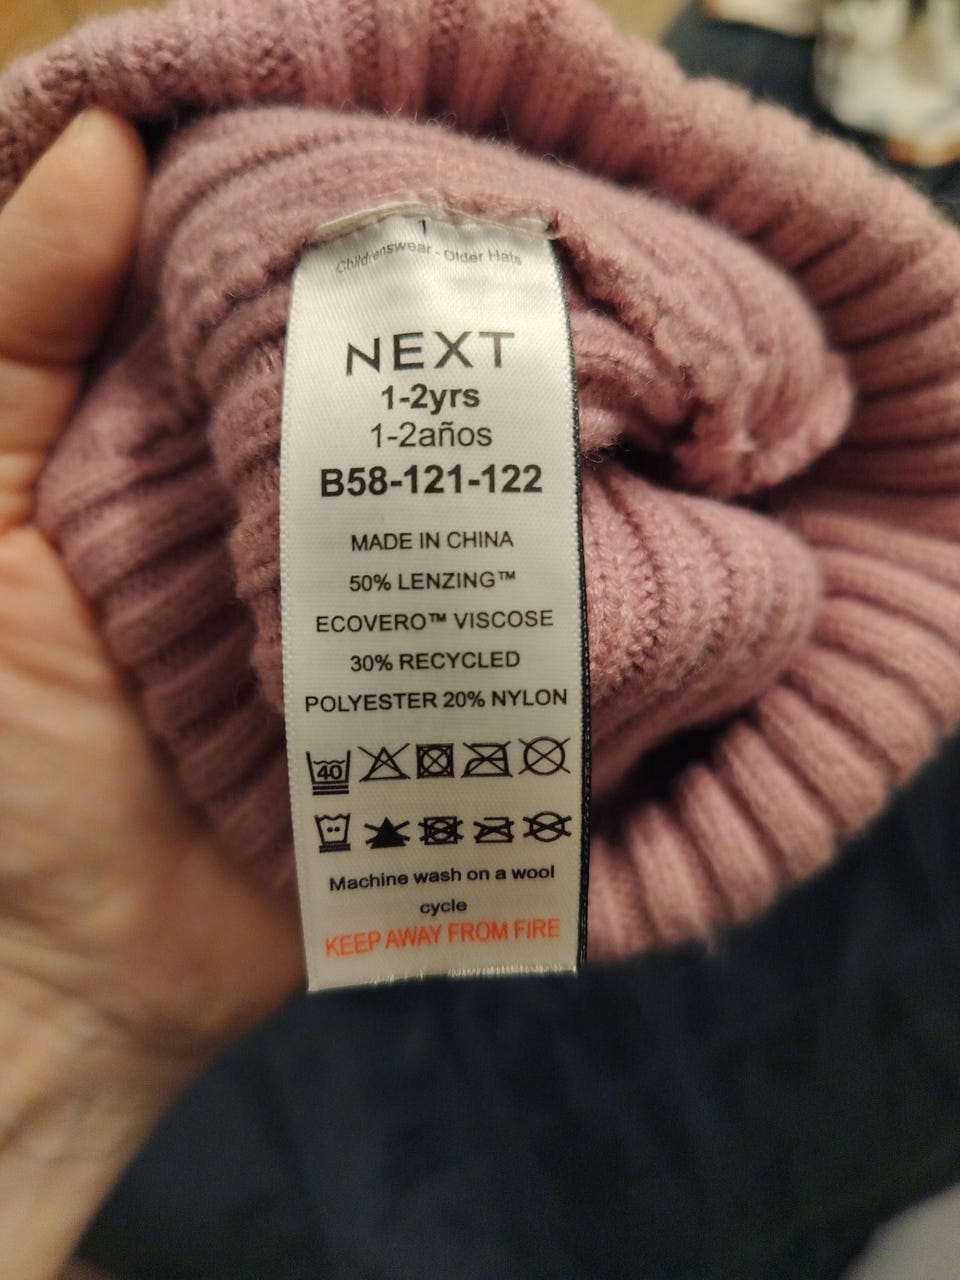 Childrenswear - Older Hats
NEXT
1-2yrs
1-2años
B58-121-122
MADE IN CHINA
50% LENZING™
ECOVERO™ VISCOSE
30% RECYCLED
POLYESTER 20% NYLON
40
Machine wash on a wool
cycle
KEEP AWAY FROM FIRE